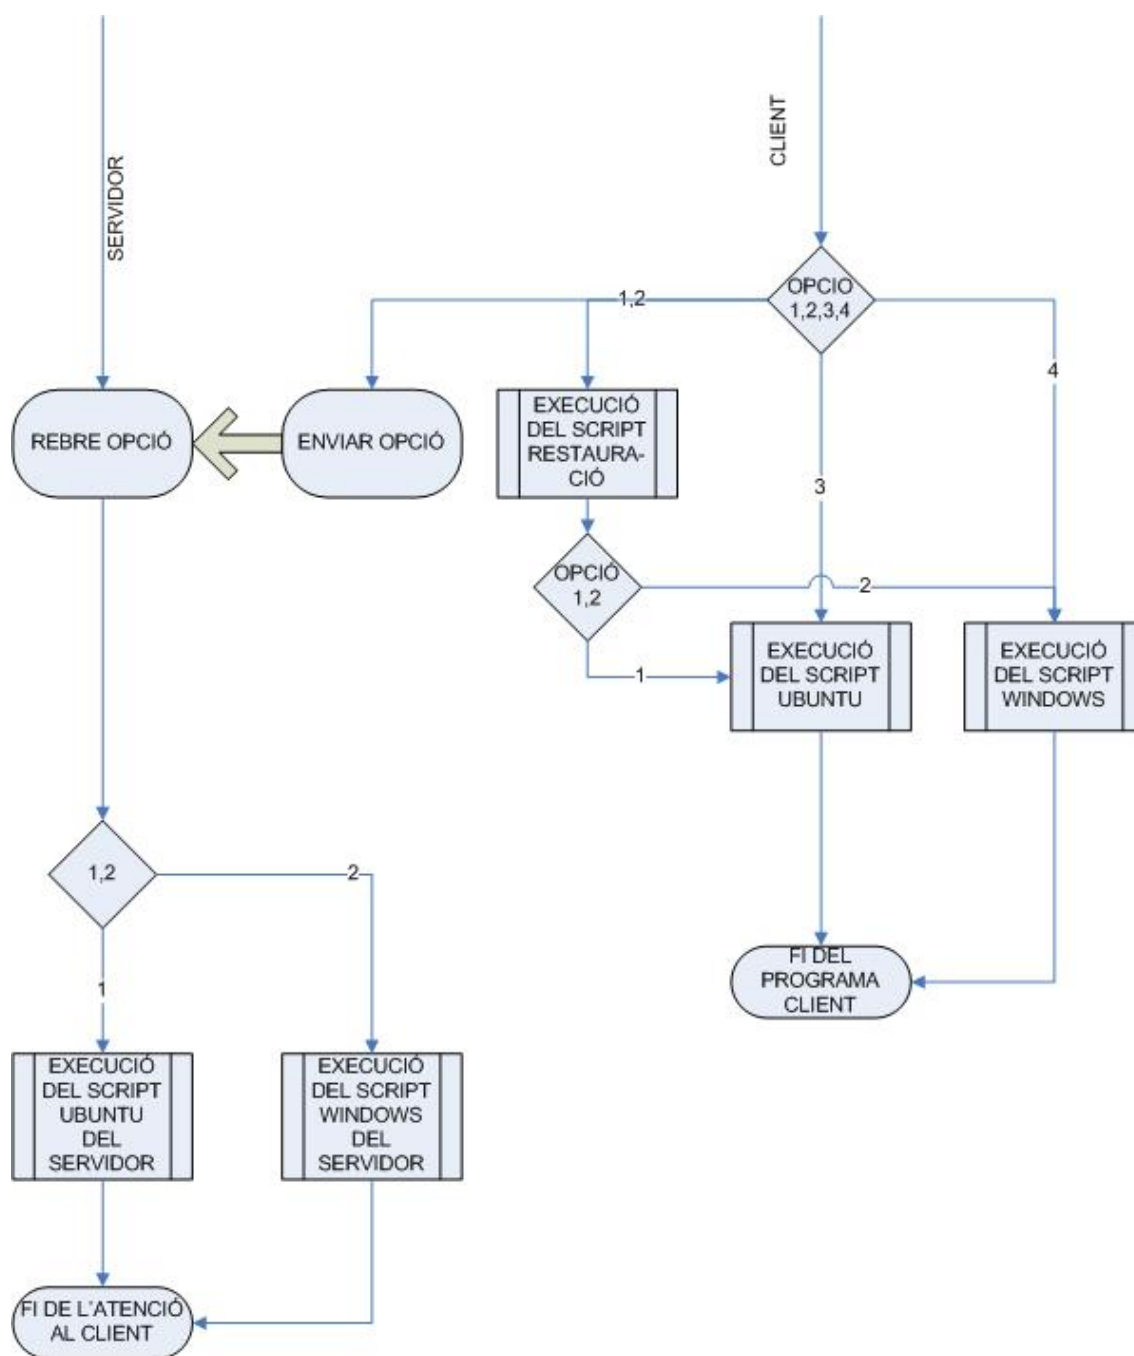 SERVIDOR
CLIENT
OPCIO
1,2,3,4
1,2
4
REBRE OPCIÓ
ENVIAR OPCIÓ
EXECUCIÓ
DEL SCRIPT
RESTAURA-
CIÓ
3
OPCIÓ
1,2
2
1
EXECUCIÓ
DEL SCRIPT
UBUNTU
EXECUCIÓ
DEL SCRIPT
WINDOWS
1,2
2
1
FI DEL
PROGRAMA
CLIENT
EXECUCIÓ
DEL SCRIPT
UBUNTU
DEL
SERVIDOR
EXECUCIÓ
DEL SCRIPT
WINDOWS
DEL
SERVIDOR
FI DE L'ATENCIÓ
AL CLIENT